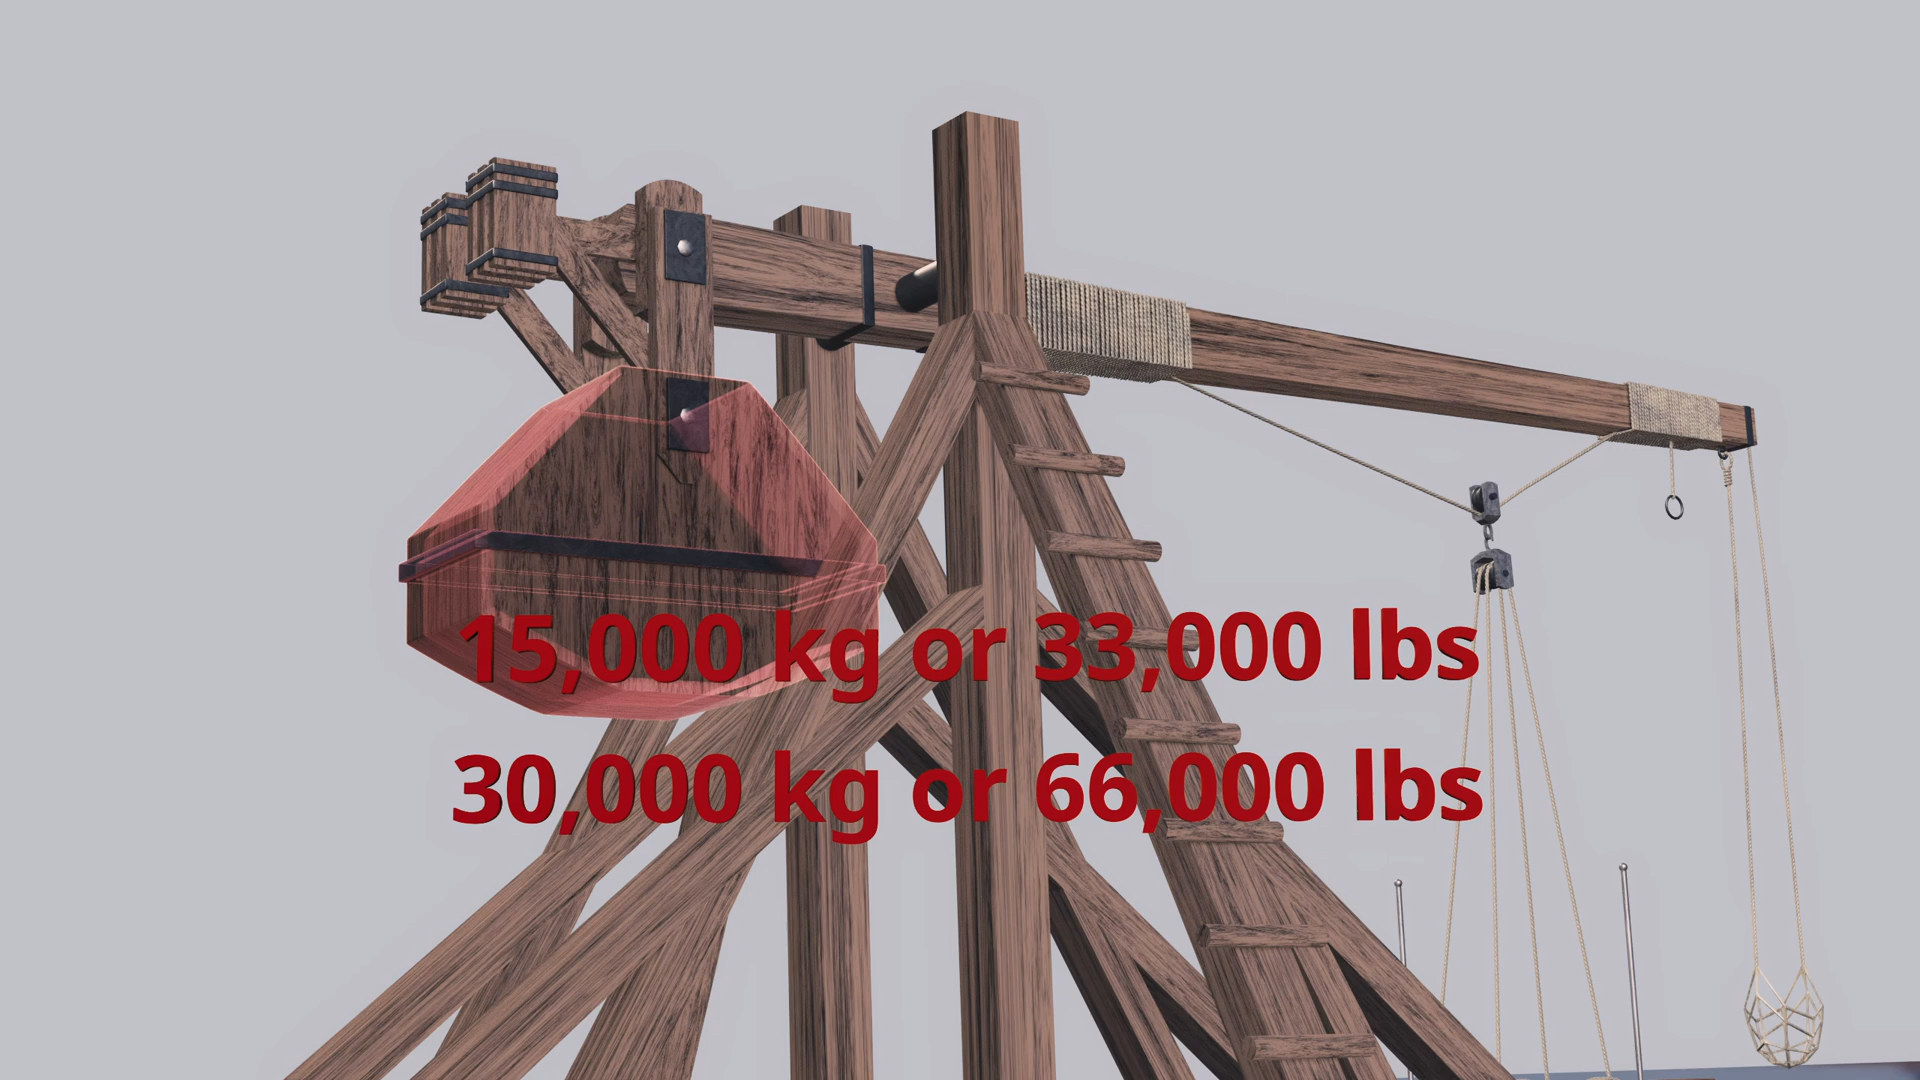 15,000 kg or 33,000 lbs
30,000 kg or 66,000 lbs